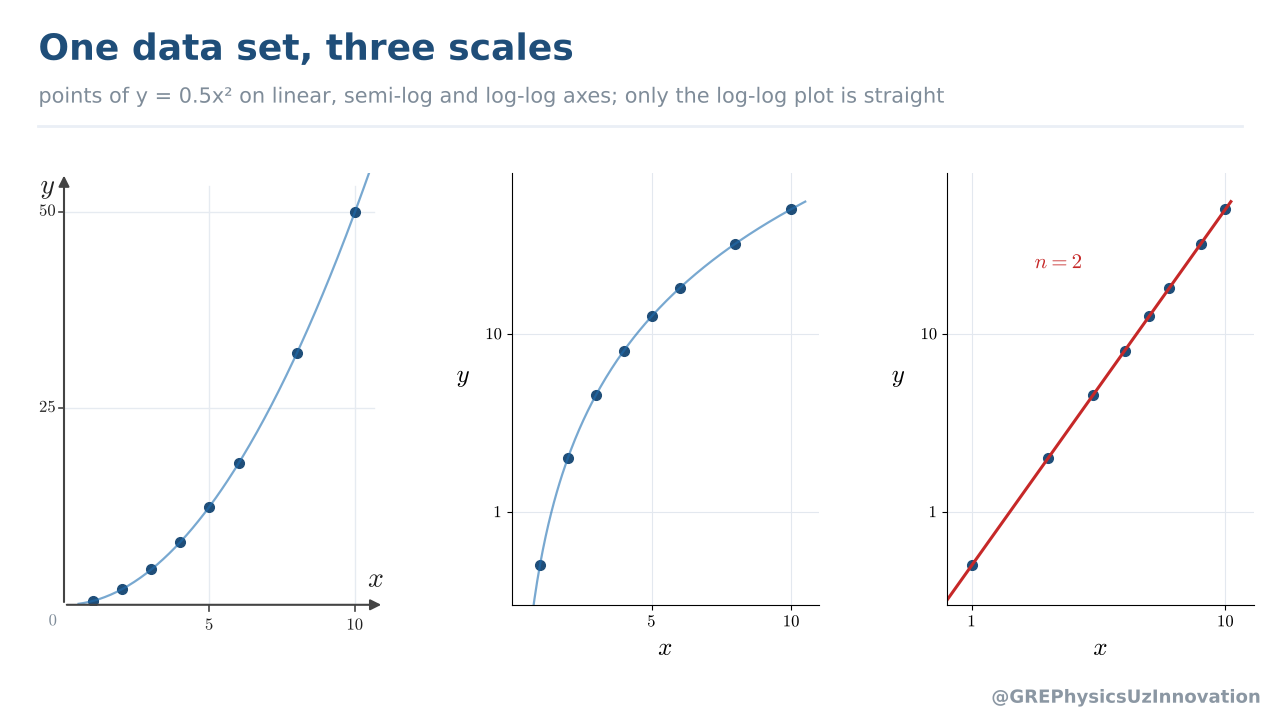 One data set, three scales
points of y = 0.5x² on linear, semi-log and log-log axes; only the log-log plot is straight
y
50
25
0
5
10
x
y
10
1
5
10
x
y
n = 2
10
1
1
10
x
@GREPhysicsUzInnovation